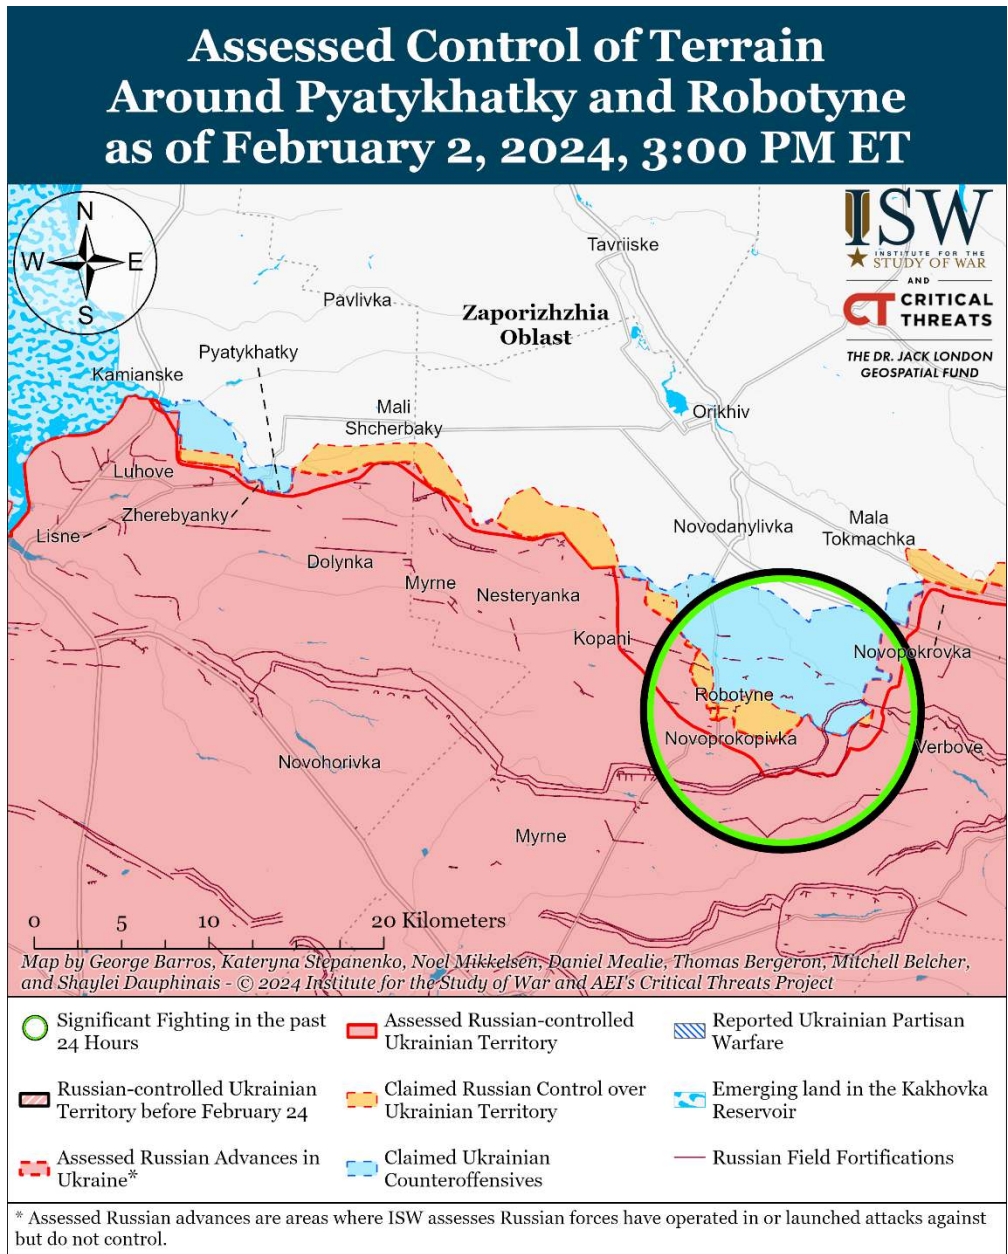 Assessed Control of Terrain
Around Pyatykhatky and Robotyne
as of February 2, 2024, 3:00 PM ET
N
W E
S
ISW
INSTITUTE FOR THE
STUDY OF WAR
AND
CT CRITICAL
THREATS
THE DR. JACK LONDON
GEOSPATIAL FUND
Tavriiske
Pavlivka
Zaporizhzhia
Oblast
Pyatykhatky
Kamianske
Mali
Shcherbaky
Orikhiv
Luhove
Zherebyanky
Lisne
Novodanylivka
Mala
Tokmachka
Dolynka
Myrne
Nesteryanka
Kopani
Novopokrovka
Robotyne
Novoprokopivka
Verbove
Novohorivka
Myrne
0 5 10 20 Kilometers
Map by George Barros, Kateryna Stepanenko, Noel Mikkelsen, Daniel Mealie, Thomas Bergeron, Mitchell Belcher,
and Shaylei Dauphinais - © 2024 Institute for the Study of War and AEI's Critical Threats Project
Significant Fighting in the past
24 Hours
Russian-controlled Ukrainian
Territory before February 24
Assessed Russian Advances in
Ukraine*
Assessed Russian-controlled
Ukrainian Territory
Claimed Russian Control over
Ukrainian Territory
Claimed Ukrainian
Counteroffensives
Reported Ukrainian Partisan
Warfare
Emerging land in the Kakhovka
Reservoir
Russian Field Fortifications
* Assessed Russian advances are areas where ISW assesses Russian forces have operated in or launched attacks against
but do not control.